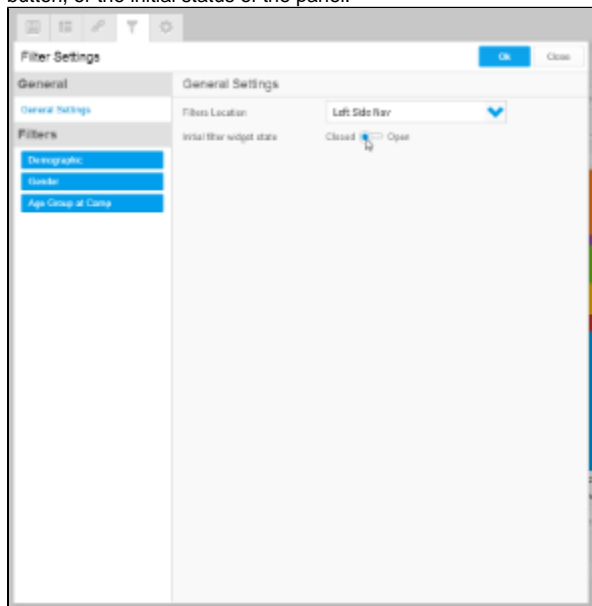 button, or the initial status of the panel.
Filter Settings
Ok
Close
General
General Settings
General Settings
Filters Location
Left Side Nav
Filters
Initial filter widget state
Closed
Open
Demographic
Gender
Age Group at Camp